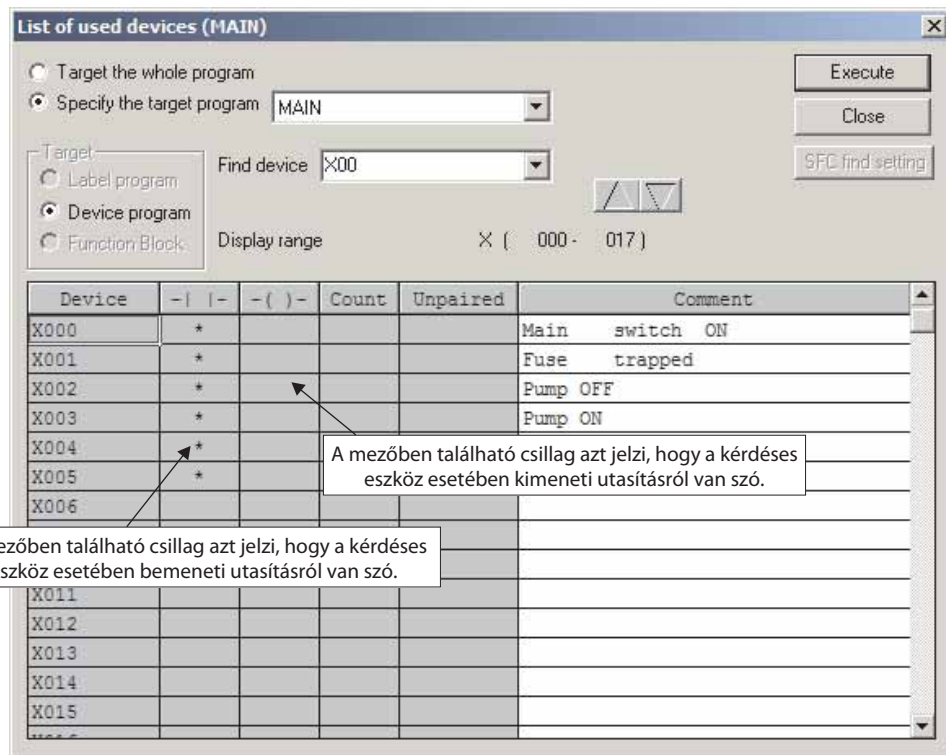 List of used devices (MAIN)
Target the whole program
Execute
Specify the target program MAIN
Close
Target
Label program
Find device X00
SFC find setting
Device program
Function Block
Display range X ( 000 - 017 )
Device -| |- -( )- Count Unpaired Comment
X000 * Main switch ON
X001 * Fuse trapped
X002 * Pump OFF
X003 * Pump ON
X004 *
A mezőben található csillag azt jelzi, hogy a kérdéses
eszköz esetében kimeneti utasításról van szó.
X005 *
X006
található csillag azt jelzi, hogy a kérdéses
esetében bemeneti utasításról van szó.
X011
X012
X013
X014
X015